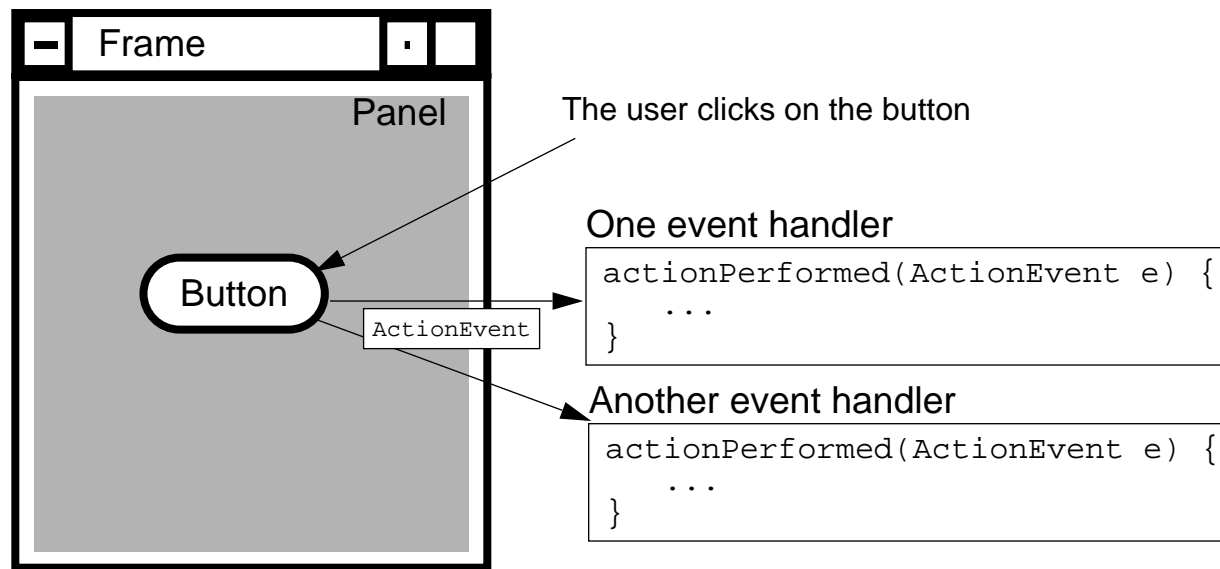 Frame
Panel
The user clicks on the button
Button
ActionEvent
One event handler
actionPerformed(ActionEvent e) {
...
}
Another event handler
actionPerformed(ActionEvent e) {
...
}